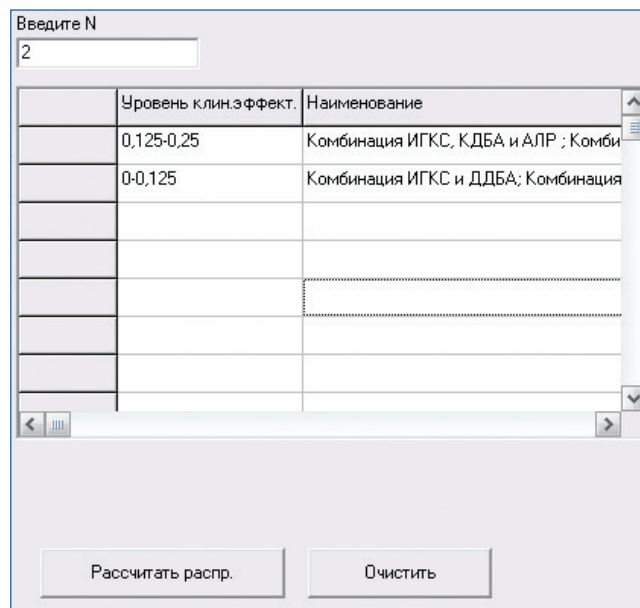 Введите N
2
Уровень клин.эффект. Наименование
0,125-0,25 Комбинация ИГКС, КДБА и АЛР ; Комби
0-0,125 Комбинация ИГКС и ДДБА; Комбинация
Рассчитать распр. Очистить